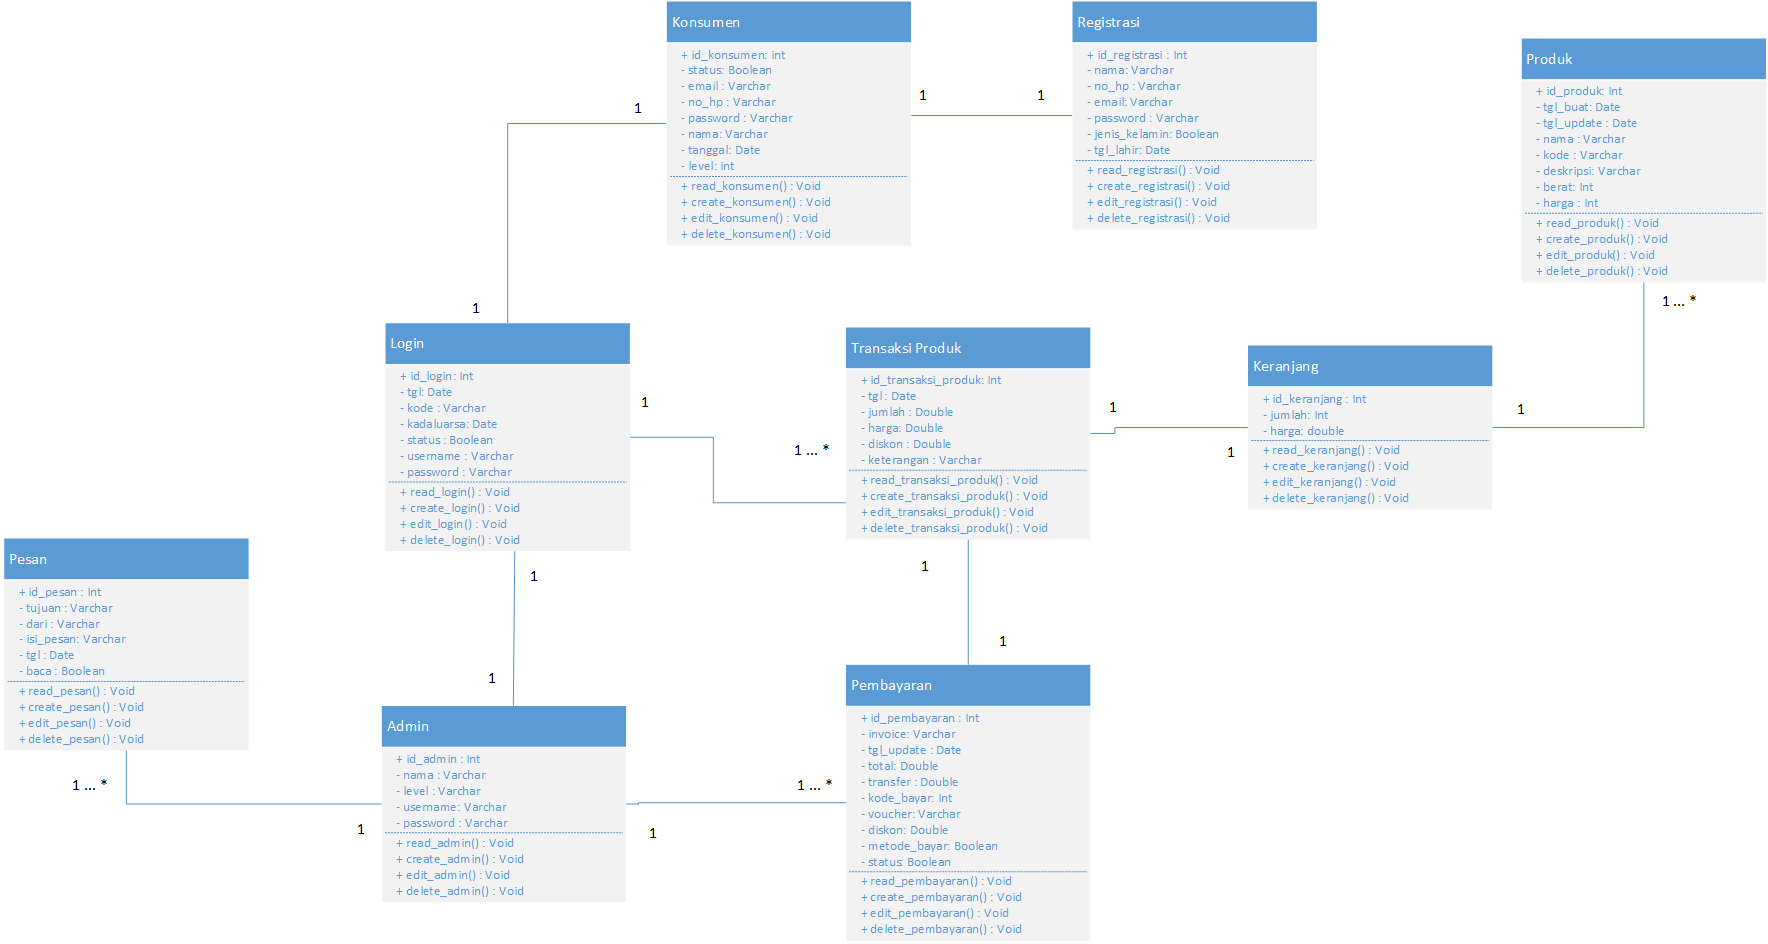 Konsumen
+ id_konsumen: int
- status: Boolean
- email : Varchar
- no_hp : Varchar
- password : Varchar
- nama: Varchar
- tanggal: Date
- level: int
+ read_konsumen() : Void
+ create_konsumen() : Void
+ edit_konsumen() : Void
+ delete_konsumen() : Void
1
1
Registrasi
+ id_registrasi : Int
- nama: Varchar
- no_hp : Varchar
- email: Varchar
- password : Varchar
- jenis_kelamin: Boolean
- tgl_lahir: Date
+ read_registrasi() : Void
+ create_registrasi() : Void
+ edit_registrasi() : Void
+ delete_registrasi() : Void
Produk
+ id_produk: Int
- tgl_buat: Date
- tgl_update : Date
- nama : Varchar
- kode : Varchar
- deskripsi: Varchar
- berat: Int
- harga : Int
+ read_produk() : Void
+ create_produk() : Void
+ edit_produk() : Void
+ delete_produk() : Void
1 ... *
1
1
Login
+ id_login: Int
- tgl: Date
- kode : Varchar
- kadaluarsa: Date
- status : Boolean
- username : Varchar
- password : Varchar
+ read_login() : Void
+ create_login() : Void
+ edit_login() : Void
+ delete_login() : Void
1
1 ... *
Transaksi Produk
+ id_transaksi_produk: Int
- tgl : Date
- jumlah : Double
- harga: Double
- diskon : Double
- keterangan : Varchar
+ read_transaksi_produk() : Void
+ create_transaksi_produk() : Void
+ edit_transaksi_produk() : Void
+ delete_transaksi_produk() : Void
1
1
Keranjang
+ id_keranjang : Int
- jumlah: Int
- harga: double
+ read_keranjang() : Void
+ create_keranjang() : Void
+ edit_keranjang() : Void
+ delete_keranjang() : Void
1
Pesan
+ id_pesan : Int
- tujuan : Varchar
- dari : Varchar
- isi_pesan: Varchar
- tgl : Date
- baca : Boolean
+ read_pesan() : Void
+ create_pesan() : Void
+ edit_pesan() : Void
+ delete_pesan() : Void
1 ... *
1
1
1
Admin
+ id_admin : Int
- nama : Varchar
- level : Varchar
- username: Varchar
- password : Varchar
+ read_admin() : Void
+ create_admin() : Void
+ edit_admin() : Void
+ delete_admin() : Void
1
1 ... *
1
1
Pembayaran
+ id_pembayaran : Int
- invoice: Varchar
- tgl_update : Date
- total: Double
- transfer : Double
- kode_bayar: Int
- voucher: Varchar
- diskon: Double
- metode_bayar: Boolean
- status: Boolean
+ read_pembayaran() : Void
+ create_pembayaran() : Void
+ edit_pembayaran() : Void
+ delete_pembayaran() : Void